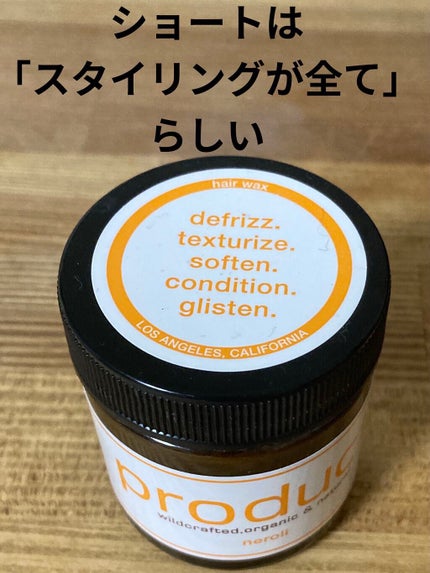 ショートは
「スタイリングが全て」
らしい
hair wax
defrizz.
texturize.
soften.
condition.
glisten.
LOS ANGELES, CALIFORNIA
produc
wildcrafted.organic &
neroli